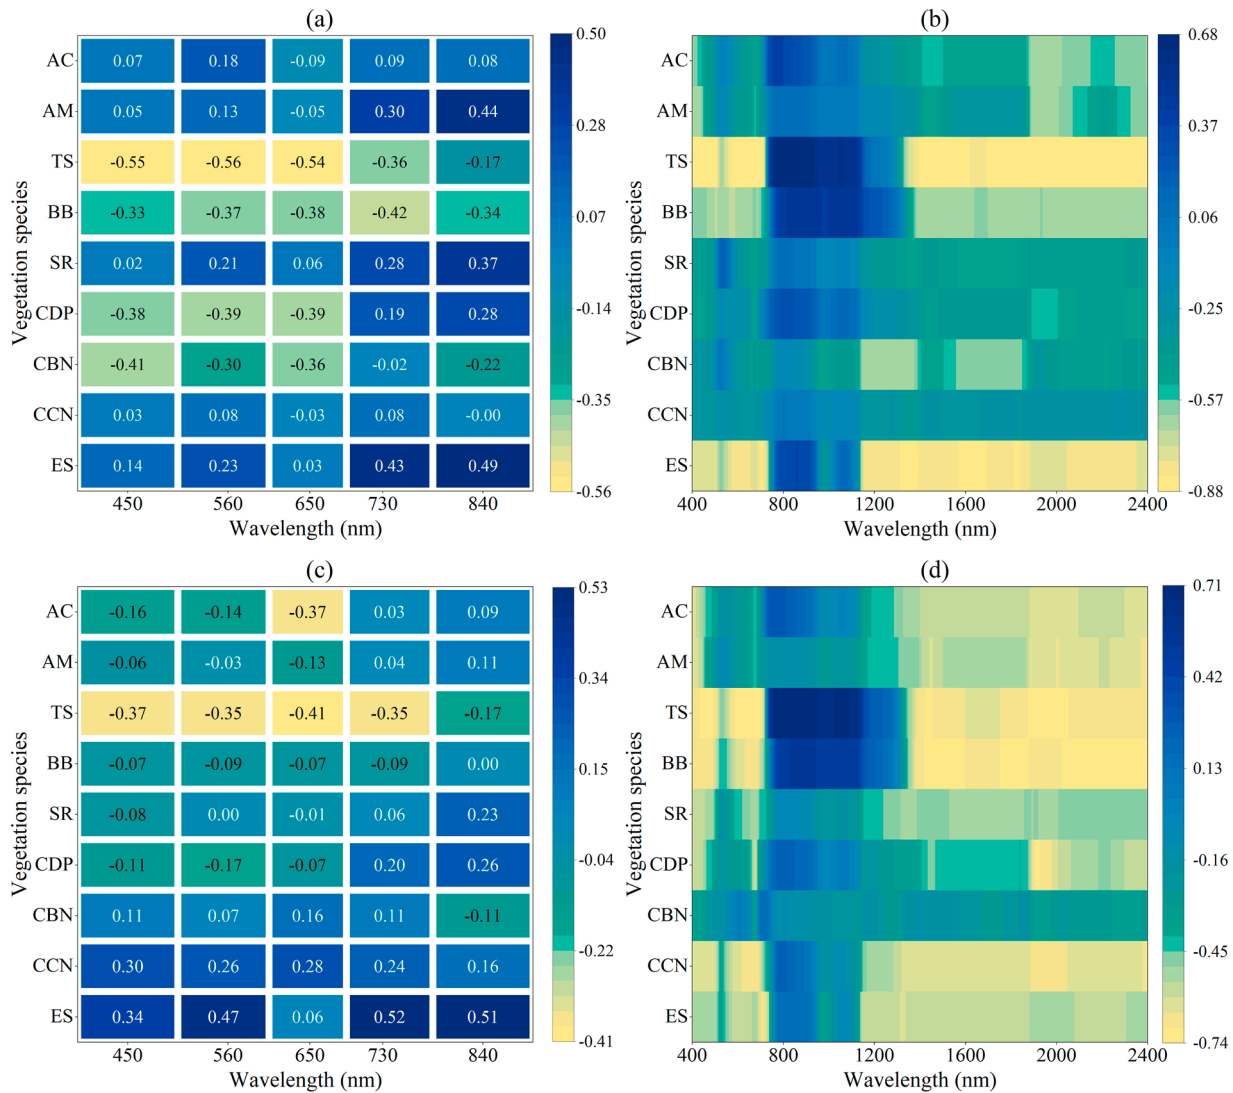 (a)
Vegetation species
AC 0.07 0.18 -0.09 0.09 0.08
AM 0.05 0.13 -0.05 0.30 0.44
TS -0.55 -0.56 -0.54 -0.36 -0.17
BB -0.33 -0.37 -0.38 -0.42 -0.34
SR 0.02 0.21 0.06 0.28 0.37
CDP -0.38 -0.39 -0.39 0.19 0.28
CBN -0.41 -0.30 -0.36 -0.02 -0.22
CCN 0.03 0.08 -0.03 0.08 -0.00
ES 0.14 0.23 0.03 0.43 0.49
450 560 650 730 840
Wavelength (nm)
0.50
0.28
0.07
-0.14
-0.35
-0.56
(b)
Vegetation species
AC
AM
TS
BB
SR
CDP
CBN
CCN
ES
400 800 1200 1600 2000 2400
Wavelength (nm)
0.68
0.37
0.06
-0.25
-0.57
-0.88
(c)
Vegetation species
AC -0.16 -0.14 -0.37 0.03 0.09
AM -0.06 -0.03 -0.13 0.04 0.11
TS -0.37 -0.35 -0.41 -0.35 -0.17
BB -0.07 -0.09 -0.07 -0.09 0.00
SR -0.08 0.00 -0.01 0.06 0.23
CDP -0.11 -0.17 -0.07 0.20 0.26
CBN 0.11 0.07 0.16 0.11 -0.11
CCN 0.30 0.26 0.28 0.24 0.16
ES 0.34 0.47 0.06 0.52 0.51
450 560 650 730 840
Wavelength (nm)
0.53
0.34
0.15
-0.04
-0.22
-0.41
(d)
Vegetation species
AC
AM
TS
BB
SR
CDP
CBN
CCN
ES
400 800 1200 1600 2000 2400
Wavelength (nm)
0.71
0.42
0.13
-0.16
-0.45
-0.74